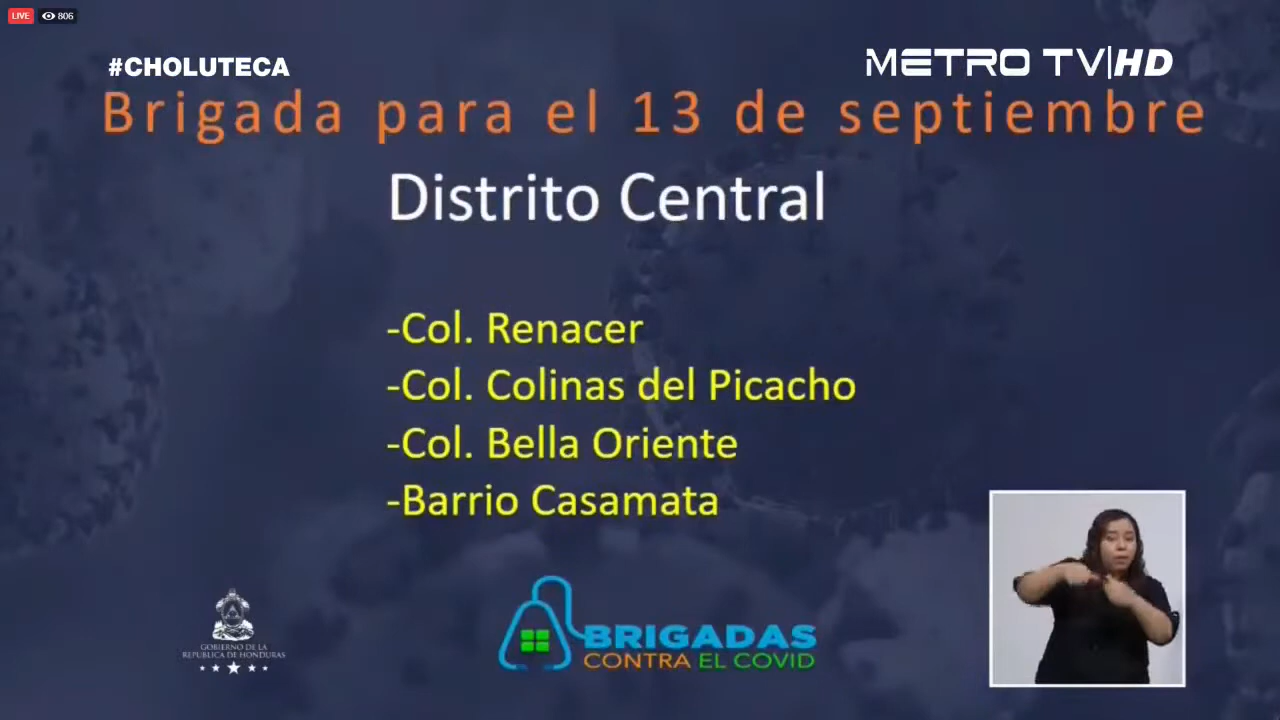 LIVE 806
#CHOLUTECA
METRO TV|HD
Brigada para el 13 de septiembre
Distrito Central
-Col. Renacer
-Col. Colinas del Picacho
-Col. Bella Oriente
-Barrio Casamata
GOBIERNO DE LA
REPÚBLICA DE HONDURAS
BRIGADAS
CONTRA EL COVID